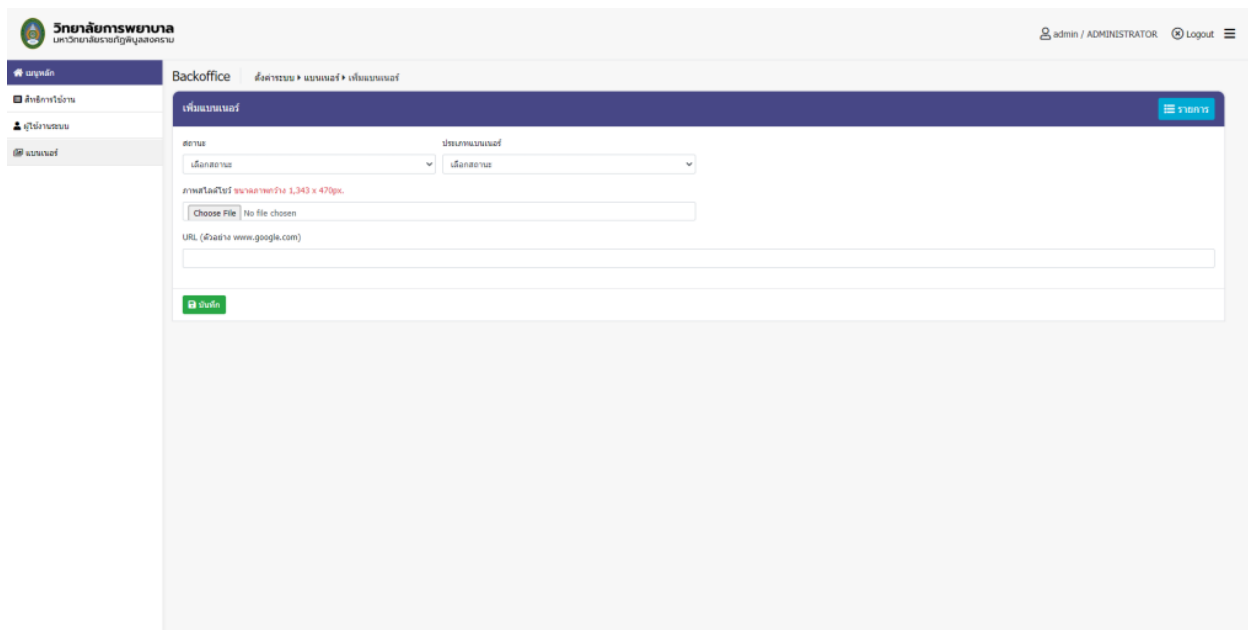 วิทยาลัยการพยาบาล
มหาวิทยาลัยราชภัฏพิบูลสงคราม
admin / ADMINISTRATOR Logout
เมนูหลัก
สิทธิการใช้งาน
ผู้ใช้งานระบบ
แบนเนอร์
Backoffice ตั้งค่าระบบ แบนเนอร์ เพิ่มแบนเนอร์
เพิ่มแบนเนอร์ รายการ
สถานะ ประเภทแบนเนอร์
เลือกสถานะ เลือกสถานะ
ภาพสไลด์โชว์ ขนาดภาพกว้าง 1,343 x 470px.
Choose File No file chosen
URL (ตัวอย่าง www.google.com)
บันทึก